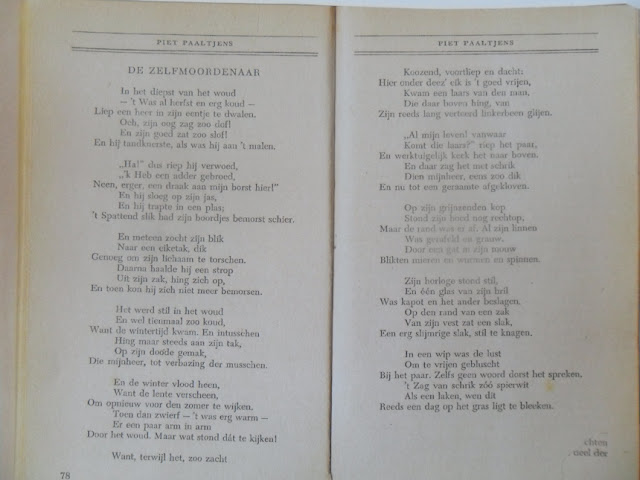 PIET PAALTJENS
DE ZELFMOORDENAAR
In het diepst van het woud
— 't Was al herfst en erg koud —
Liep een heer in zijn eentje te dwalen.
Och, zijn oog zag zoo dof!
En zijn goed zat zoo slof!
En hij tandknerste, als was hij aan 't malen.
„Ha!" dus riep hij verwoed,
„'k Heb een adder gebroed,
Neen, erger, een draak aan mijn borst hier!"
En hij sloeg op zijn jas,
En hij trapte in een plas;
't Spattend slik had zijn boordjes bemorst schier.
En meteen zocht zijn blik
Naar een eiketak, dik
Genoeg om zijn lichaam te torschen.
Daarna haalde hij een strop
Uit zijn zak, hing zich op,
En toen kon hij zich niet meer bemorsen.
Het werd stil in het woud
En wel tienmaal zoo koud,
Want de wintertijd kwam. En intusschen
Hing maar steeds aan zijn tak,
Op zijn doode gemak,
Die mijnheer, tot verbazing der musschen.
En de winter vlood heen,
Want de lente verscheen,
Om opnieuw voor den zomer te wijken.
Toen dan zwierf — 't was erg warm —
Er een paar arm in arm
Door het woud. Maar wat stond dát te kijken!
Want, terwijl het, zoo zacht
78
PIET PAALTJENS
Koozend, voortliep en dacht:
Hier onder deez' eik is 't goed vrijen,
Kwam een laars van den man,
Die daar boven hing, van
Zijn reeds lang verteerd linkerbeen glijen.
„Al mijn leven! vanwaar
Komt die laars?" riep het paar,
En werktuigelijk keek het naar boven.
En daar zag het met schrik
Dien mijnheer, eens zoo dik
En nu tot een geraamte afgekloven.
Op zijn grijnzenden kop
Stond zijn hoed nog rechtop,
Maar de rand was er af. Al zijn linnen
Was gerafeld en grauw.
Door een gat in zijn mouw
Blikten mieren en wurmen en spinnen.
Zijn horloge stond stil,
En één glas van zijn bril
Was kapot en het ander beslagen.
Op den rand van een zak
Van zijn vest zat een slak,
Een erg slijmrige slak, stil te knagen.
In een wip was de lust
Om te vrijen gebluscht
Bij het paar. Zelfs geen woord dorst het spreken.
't Zag van schrik zóó spierwit
Als een laken, wen dit
Reeds een dag op het gras ligt te bleeken.